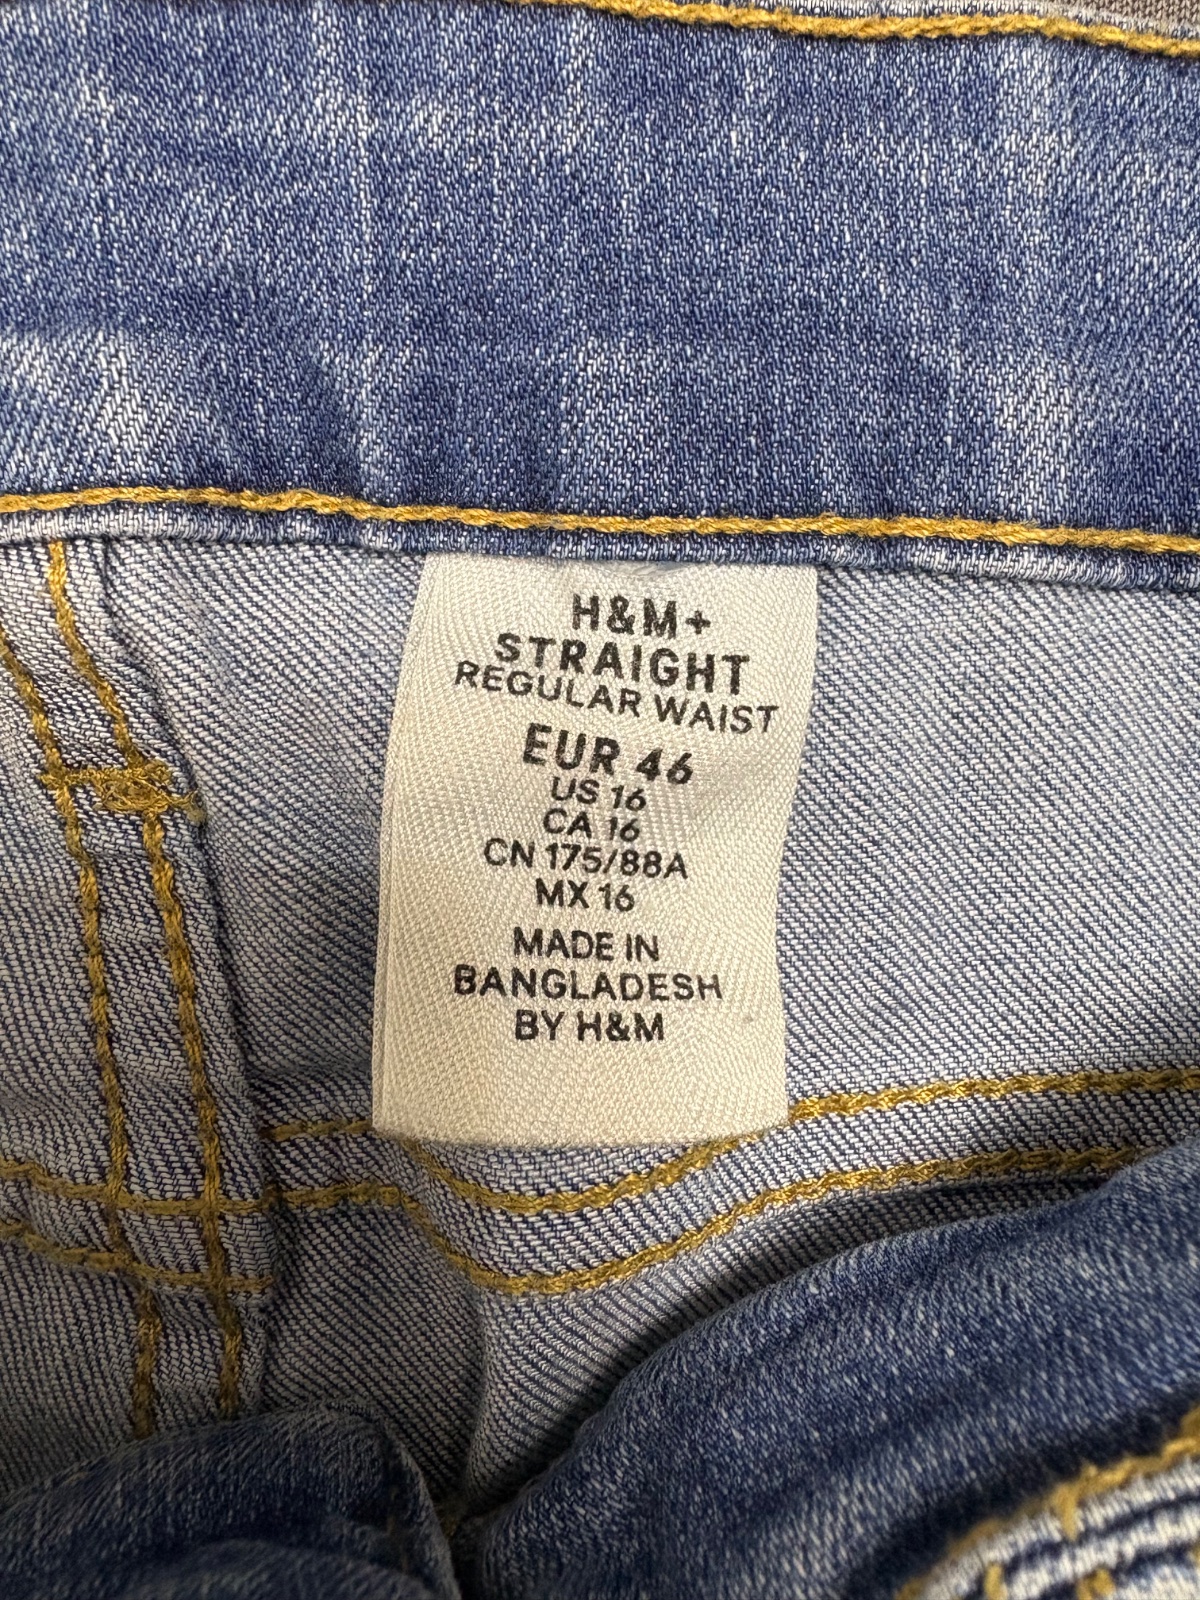 H&M+
STRAIGHT
REGULAR WAIST
EUR 46
US 16
CA 16
CN 175/88A
MX 16
MADE IN
BANGLADESH
BY H&M